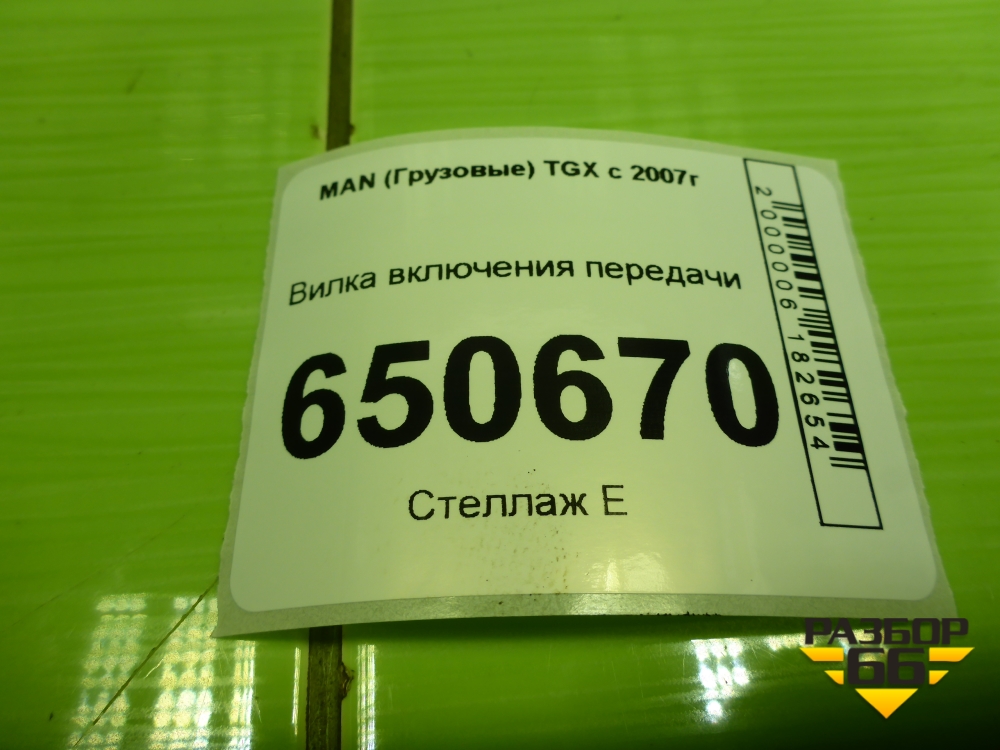 MAN (Грузовые) TGX с 2007г
Вилка включения передачи
650670
Стеллаж Е
2000006182654
РАЗБОР
66